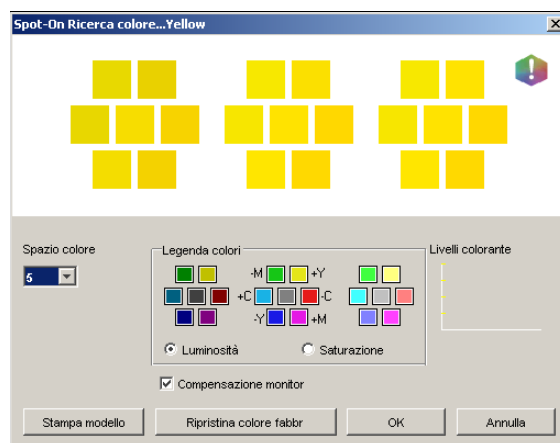 Spot-On Ricerca colore...Yellow
Spazio colore
5
Legenda colori
-M +Y
+C -C
-Y +M
Luminosità Saturazione
Livelli colorante
Compensazione monitor
Stampa modello Ripristina colore fabbr OK Annulla